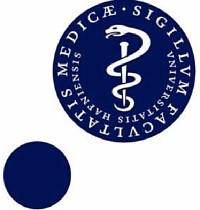 SIGILLVM FACVLTATIS MEDICÆ ·
VNIVERSITATIS HAFNIENSIS